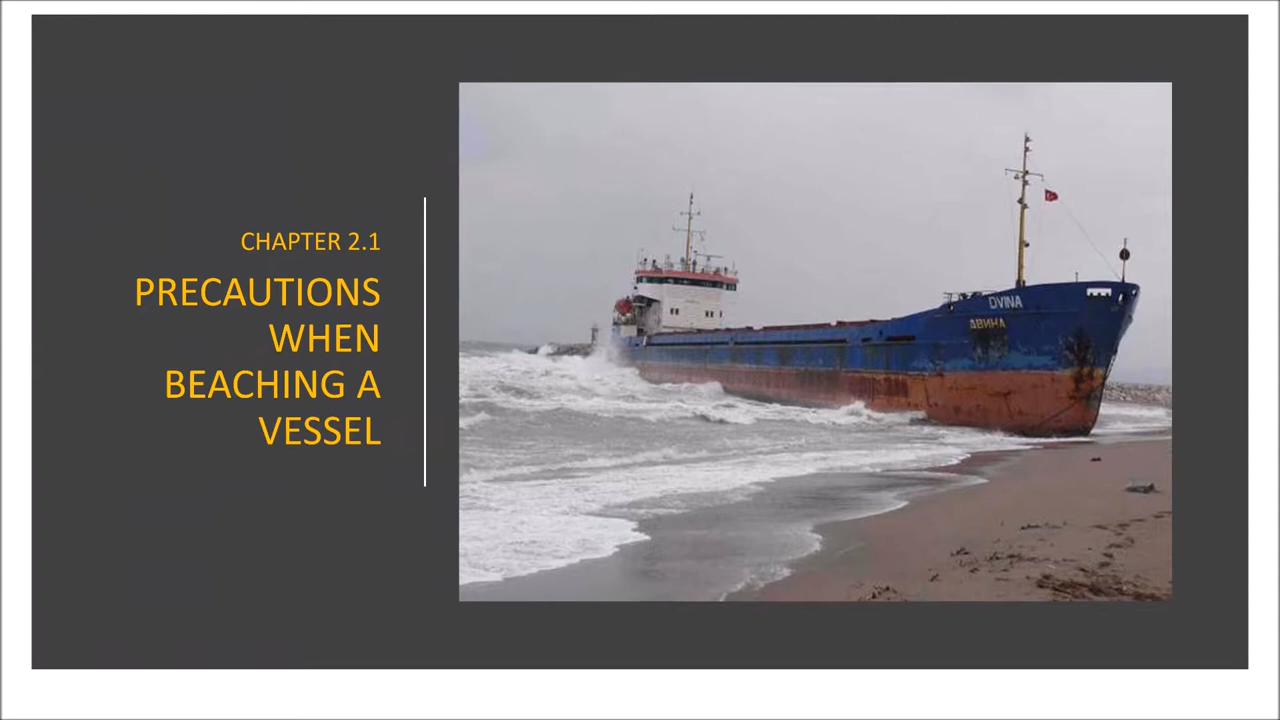 CHAPTER 2.1
PRECAUTIONS
WHEN
BEACHING A
VESSEL
DVINA
ДВИНА